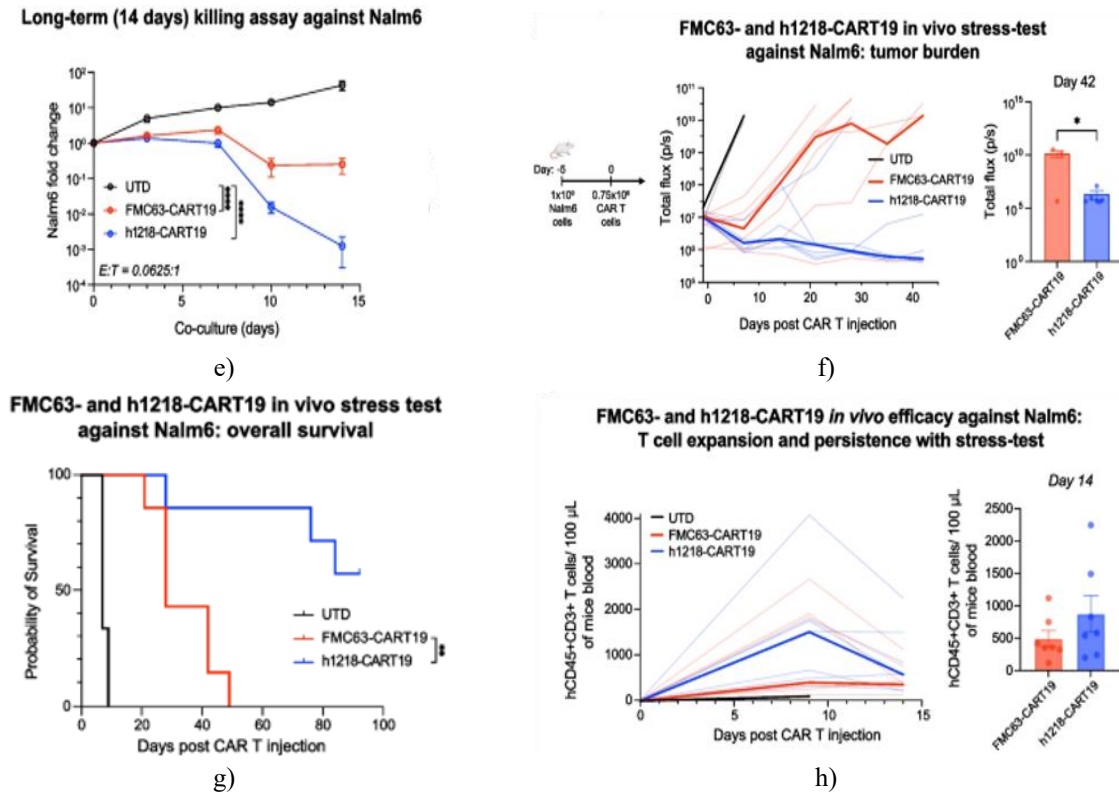 Long-term (14 days) killing assay against Nalm6
Nalm6 fold change
10²
10¹
10⁰
10⁻¹
10⁻²
10⁻³
10⁻⁴
UTD
FMC63-CART19
h1218-CART19
****
****
E:T = 0.0625:1
0 5 10 15
Co-culture (days)
e)
FMC63- and h1218-CART19 in vivo stress-test
against Nalm6: tumor burden
Day: -5 0
1x10⁶
Nalm6
cells
0.75x10⁶
CAR T
cells
Total flux (p/s)
10¹¹
10¹⁰
10⁹
10⁸
10⁷
10⁶
10⁵
UTD
FMC63-CART19
h1218-CART19
0 10 20 30 40
Days post CAR T injection
Day 42
*
Total flux (p/s)
10¹⁵
10¹⁰
10⁵
10⁰
FMC63-CART19
h1218-CART19
f)
FMC63- and h1218-CART19 in vivo stress test
against Nalm6: overall survival
Probability of Survival
100
50
0
UTD
FMC63-CART19
h1218-CART19
**
0 20 40 60 80 100
Days post CAR T injection
g)
FMC63- and h1218-CART19 in vivo efficacy against Nalm6:
T cell expansion and persistence with stress-test
hCD45+CD3+ T cells/ 100 µL
of mice blood
4000
3000
2000
1000
0
UTD
FMC63-CART19
h1218-CART19
0 5 10 15
Days post CAR T injection
Day 14
hCD45+CD3+ T cells/ 100 µL
of mice blood
2500
2000
1500
1000
500
0
FMC63-CART19
h1218-CART19
h)